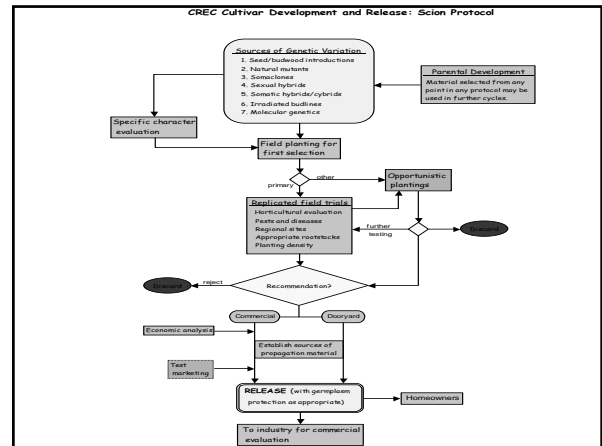 CREC Cultivar Development and Release: Scion Protocol
Sources of Genetic Variation
1. Seed/budwood introductions
2. Natural mutants
3. Somaclones
4. Sexual hybrids
5. Somatic hybrids/cybrids
6. Irradiated budlines
7. Molecular genetics
Parental Development
Material selected from any
point in any protocol may be
used in further cycles.
Specific character
evaluation
Field planting for
first selection
other
primary
Opportunistic
plantings
Replicated field trials
Horticultural evaluation
Pests and diseases
Regional sites
Appropriate rootstocks
Planting density
further
testing
Discard
Discard
reject
Recommendation?
Commercial
Dooryard
Economic analysis
Establish sources of
propagation material
Test
marketing
RELEASE (with germplasm
protection as appropriate)
Homeowners
To industry for commercial
evaluation